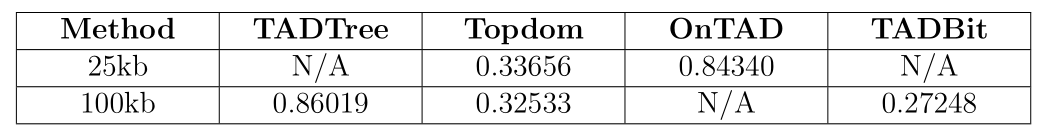 Method TADTree Topdom OnTAD TADBit
25kb N/A 0.33656 0.84340 N/A
100kb 0.86019 0.32533 N/A 0.27248